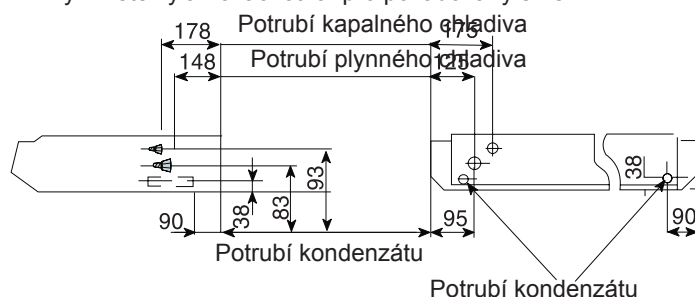 Potrubí kapalného chladiva
178
175
Potrubí plynného chladiva
148
125
93
83
38
90
38
95
90
Potrubí kondenzátu
Potrubí kondenzátu